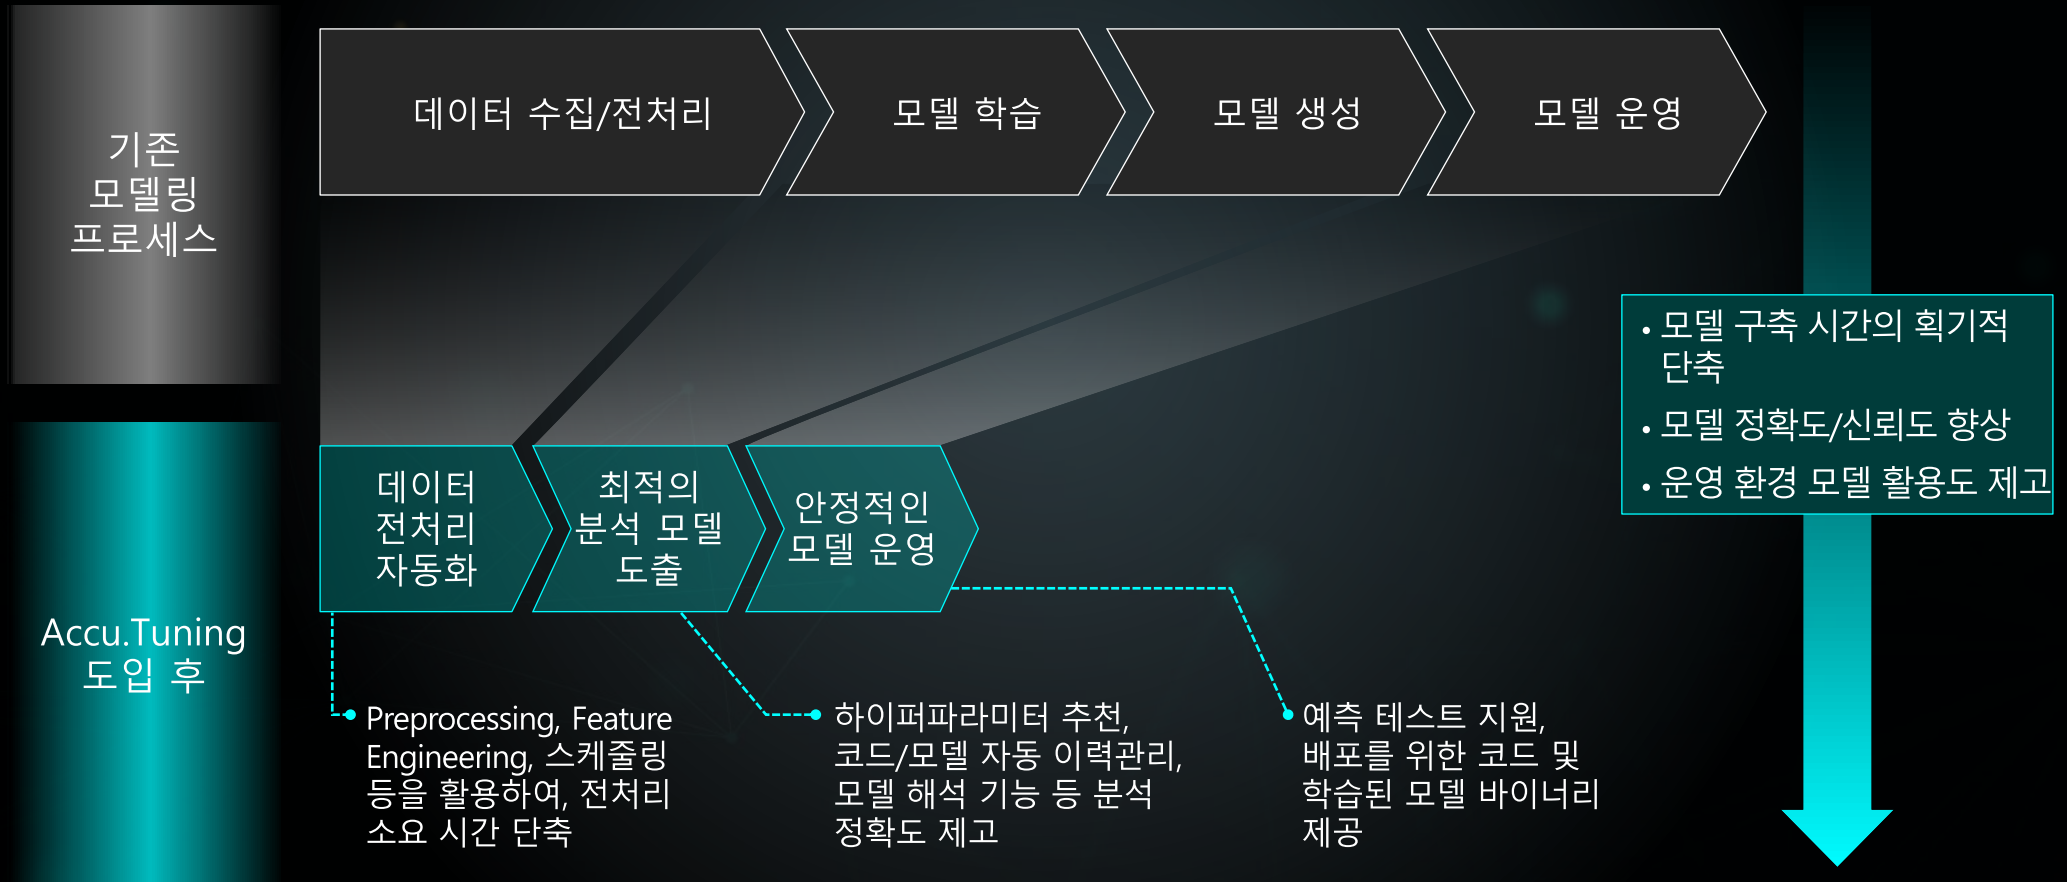 기존
모델링
프로세스
데이터 수집/전처리
모델 학습
모델 생성
모델 운영
• 모델 구축 시간의 획기적
단축
• 모델 정확도/신뢰도 향상
• 운영 환경 모델 활용도 제고
Accu.Tuning
도입 후
데이터
전처리
자동화
최적의
분석 모델
도출
안정적인
모델 운영
Preprocessing, Feature
Engineering, 스케줄링
등을 활용하여, 전처리
소요 시간 단축
하이퍼파라미터 추천,
코드/모델 자동 이력관리,
모델 해석 기능 등 분석
정확도 제고
예측 테스트 지원,
배포를 위한 코드 및
학습된 모델 바이너리
제공